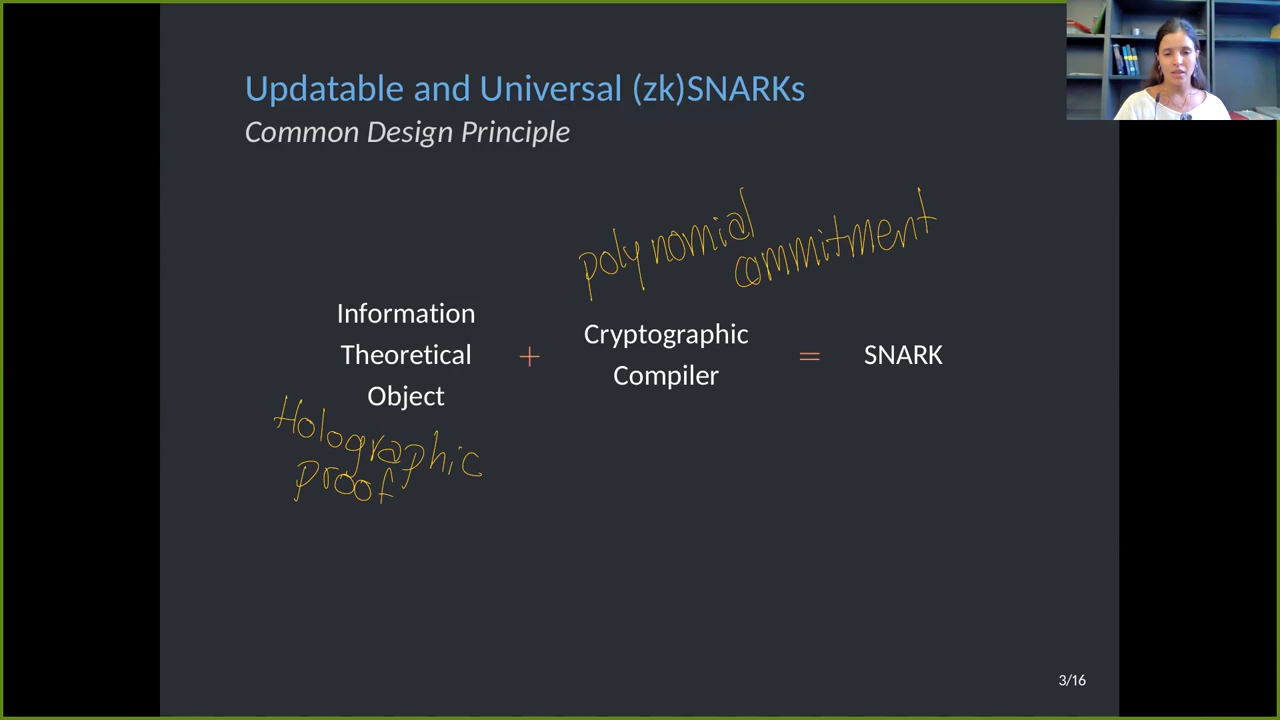 Updatable and Universal (zk)SNARKs
Common Design Principle
polynomial
commitment
Information
Theoretical
Object
+
Cryptographic
Compiler
=
SNARK
Holographic
proof
3/16